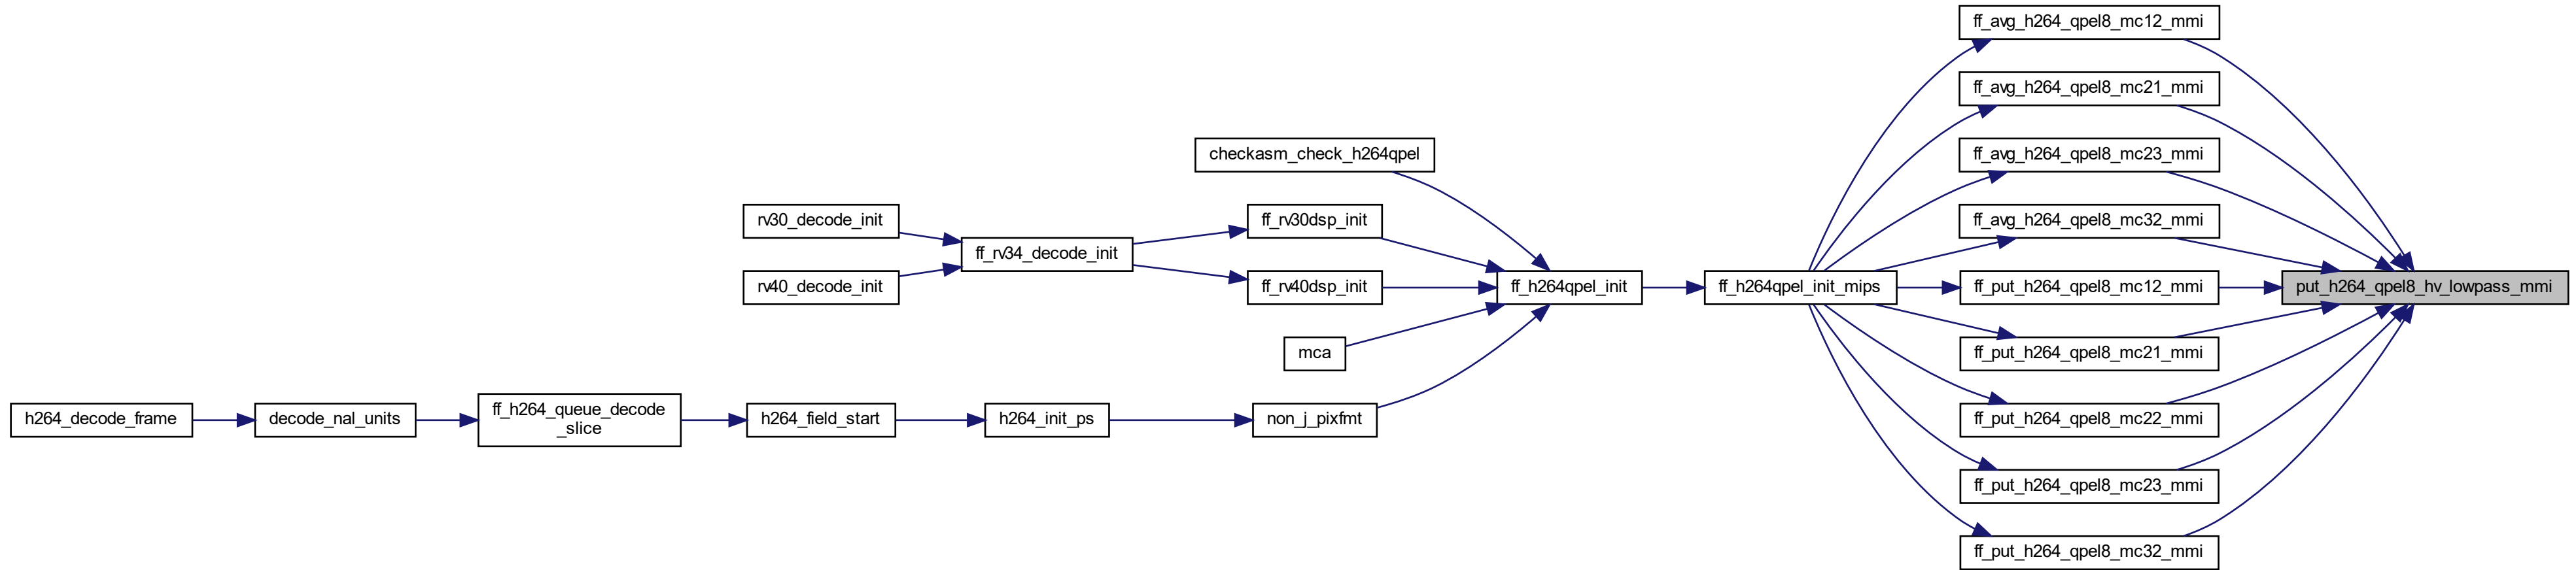 ff_avg_h264_qpel8_mc12_mmi
ff_avg_h264_qpel8_mc21_mmi
checkasm_check_h264qpel
ff_avg_h264_qpel8_mc23_mmi
rv30_decode_init
ff_rv30dsp_init
ff_avg_h264_qpel8_mc32_mmi
ff_rv34_decode_init
rv40_decode_init
ff_rv40dsp_init
ff_h264qpel_init
ff_h264qpel_init_mips
ff_put_h264_qpel8_mc12_mmi
put_h264_qpel8_hv_lowpass_mmi
mca
ff_put_h264_qpel8_mc21_mmi
h264_decode_frame
decode_nal_units
ff_h264_queue_decode
_slice
h264_field_start
h264_init_ps
non_j_pixfmt
ff_put_h264_qpel8_mc22_mmi
ff_put_h264_qpel8_mc23_mmi
ff_put_h264_qpel8_mc32_mmi